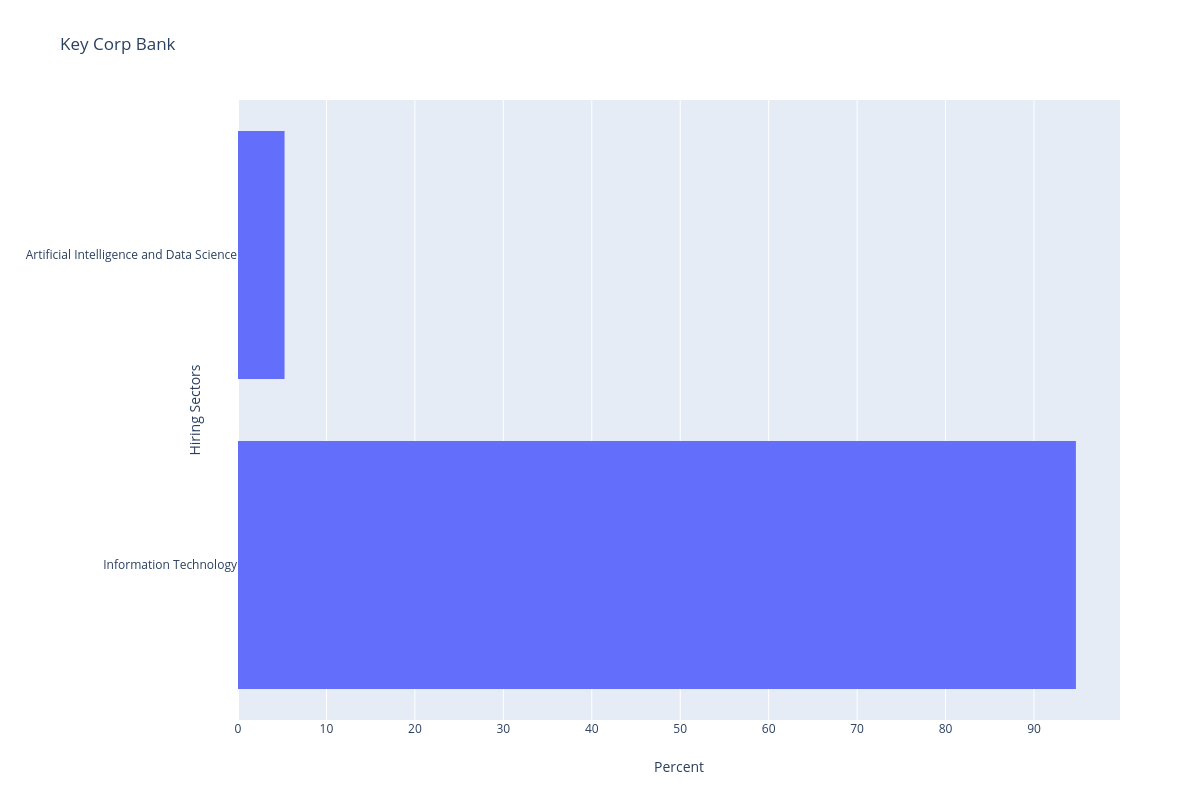 Key Corp Bank
Artificial Intelligence and Data Science
Hiring Sectors
Information Technology
0 10 20 30 40 50 60 70 80 90
Percent